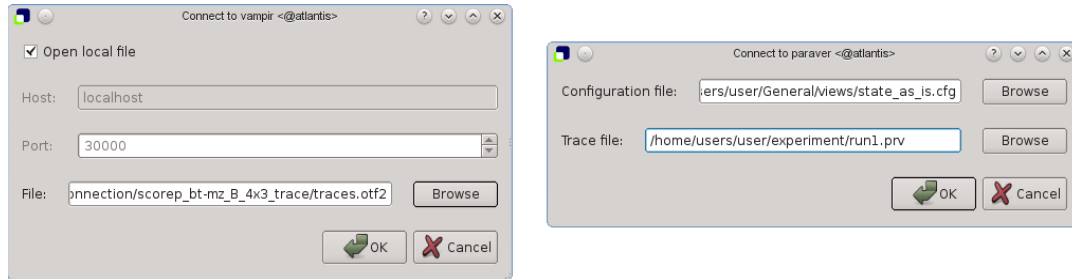 Connect to vampir <@atlantis>
Open local file
Host: localhost
Port: 30000
File: onnection/scorep_bt-mz_B_4x3_trace/traces.otf2 Browse
OK Cancel
Connect to paraver <@atlantis>
Configuration file: sers/user/General/views/state_as_is.cfg Browse
Trace file: /home/users/user/experiment/run1.prv Browse
OK Cancel